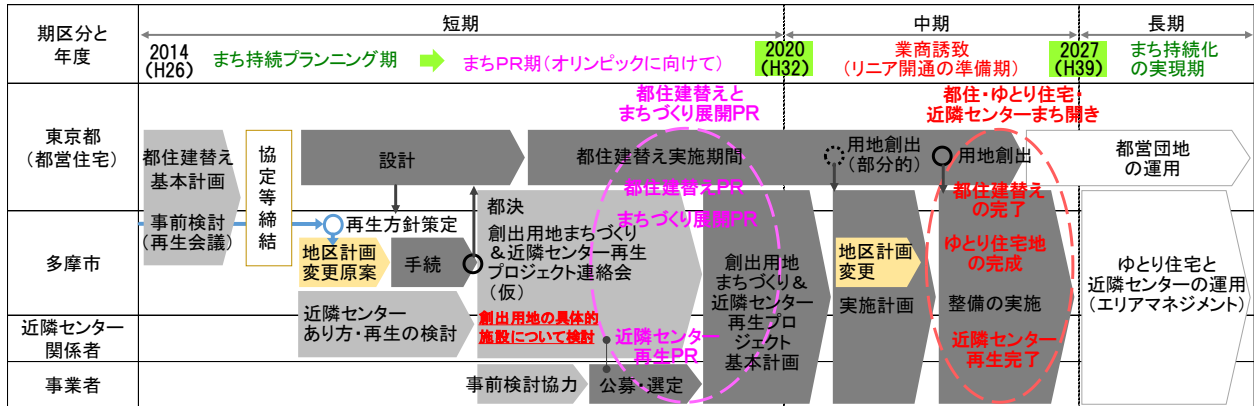 期区分と
年度
短期
中期
長期
2014
(H26)
まち持続プランニング期
まちPR期(オリンピックに向けて)
2020
(H32)
業商誘致
(リニア開通の準備期)
2027
(H39)
まち持続化
の実現期
東京都
(都営住宅)
都住建替え
基本計画
事前検討
(再生会議)
協定等締結
設計
都住建替えと
まちづくり展開PR
都住建替え実施期間
用地創出
(部分的)
都住・ゆとり住宅・
近隣センターまち開き
用地創出
都営団地
の運用
多摩市
再生方針策定
地区計画
変更原案
手続
都決
創出用地まちづくり
&近隣センター再生
プロジェクト連絡会
(仮)
都住建替えPR
まちづくり展開PR
創出用地
まちづくり&
近隣センター
再生プロ
ジェクト
基本計画
地区計画
変更
実施計画
都住建替え
の完了
ゆとり住宅地
の完成
整備の実施
近隣センター
再生完了
ゆとり住宅と
近隣センターの運用
(エリアマネジメント)
近隣センター
関係者
近隣センター
あり方・再生の検討
創出用地の具体的
施設について検討
近隣センター
再生PR
事業者
事前検討協力
公募・選定